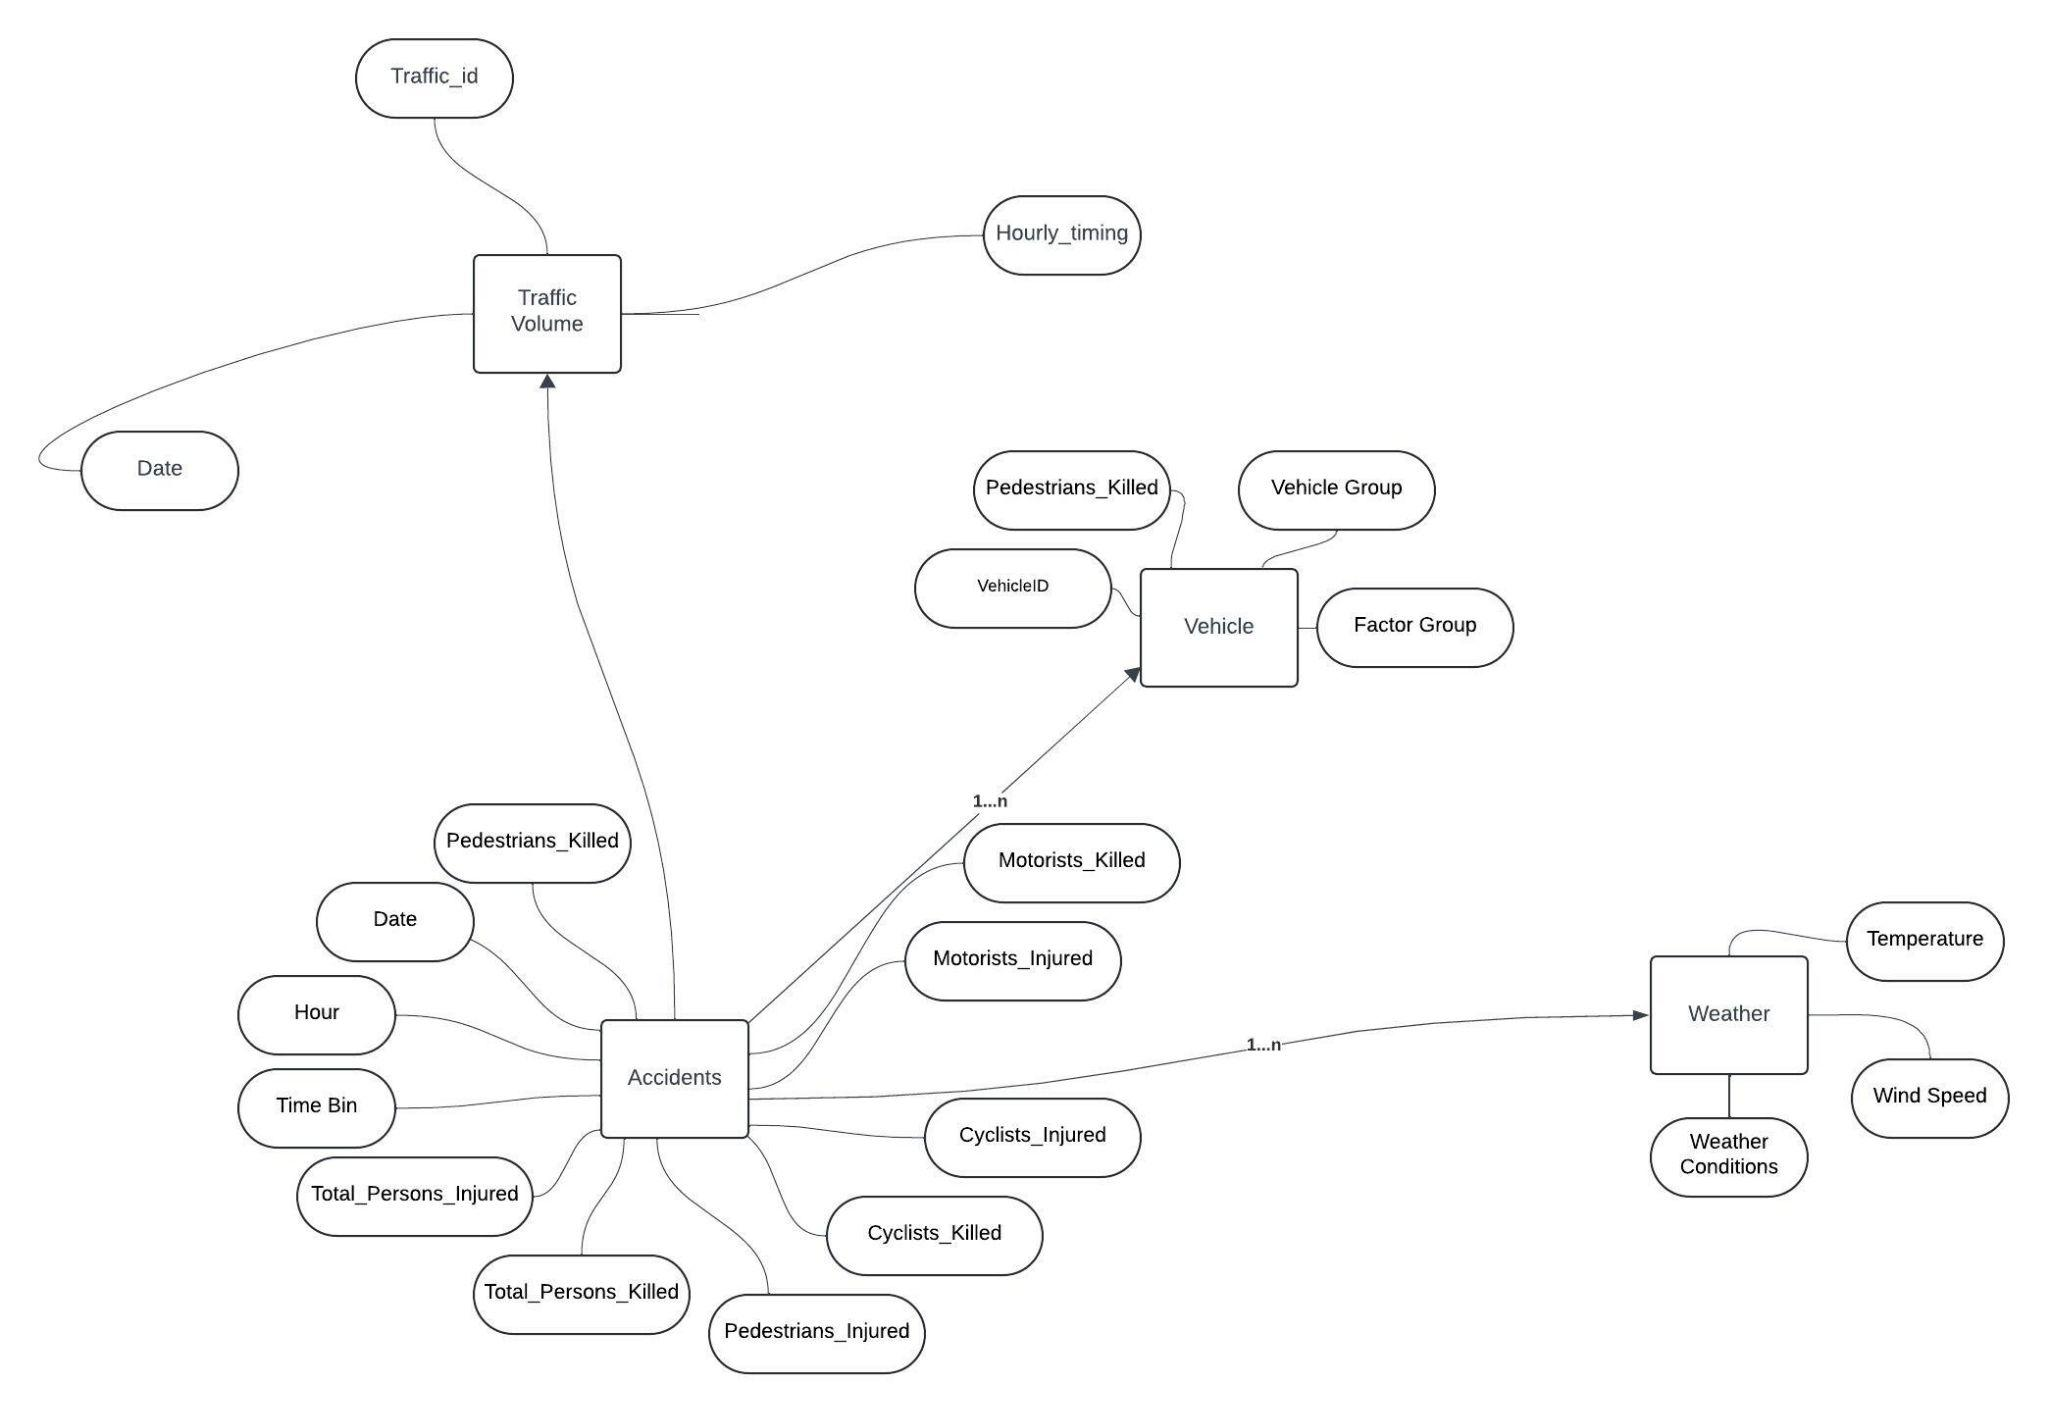 Traffic_id
Hourly_timing
Traffic
Volume
Date
Pedestrians_Killed
Vehicle Group
VehicleID
Factor Group
Vehicle
1...n
Pedestrians_Killed
Motorists_Killed
Date
Motorists_Injured
Temperature
Hour
Weather
1...n
Accidents
Time Bin
Wind Speed
Cyclists_Injured
Weather
Conditions
Total_Persons_Injured
Cyclists_Killed
Total_Persons_Killed
Pedestrians_Injured